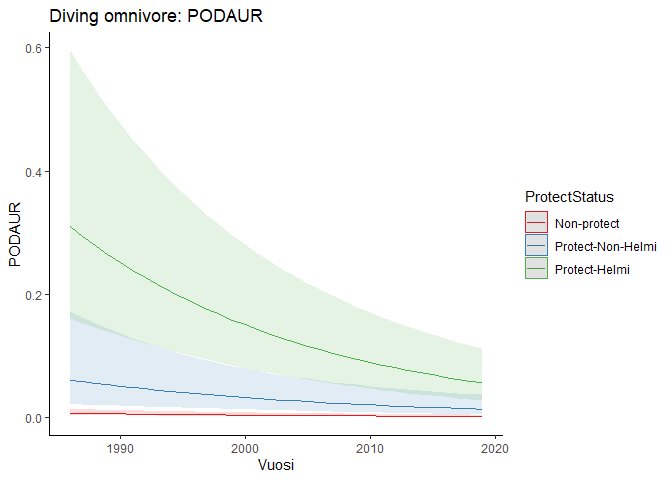 Diving omnivore: PODAUR
0.6
0.4
0.2
0.0
PODAUR
1990
2000
2010
2020
Vuosi
ProtectStatus
Non-protect
Protect-Non-Helmi
Protect-Helmi